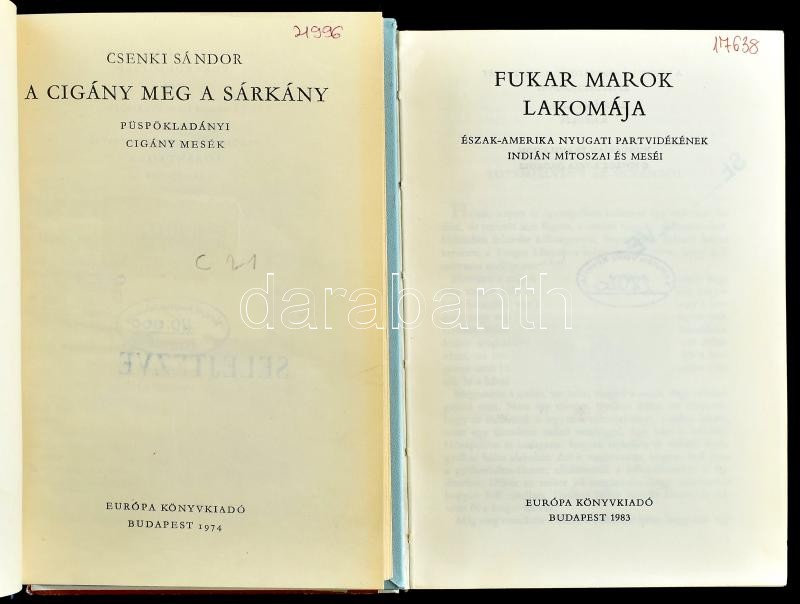 21996
CSENKI SÁNDOR
A CIGÁNY MEG A SÁRKÁNY
PÜSPÖKLADÁNYI
CIGÁNY MESÉK
C 21
SELEJTEZVE
EURÓPA KÖNYVKIADÓ
BUDAPEST 1974
17638
FUKAR MAROK
LAKOMÁJA
ÉSZAK-AMERIKA NYUGATI PARTVIDÉKÉNEK
INDIÁN MÍTOSZAI ÉS MESÉI
EURÓPA KÖNYVKIADÓ
BUDAPEST 1983
darabanth